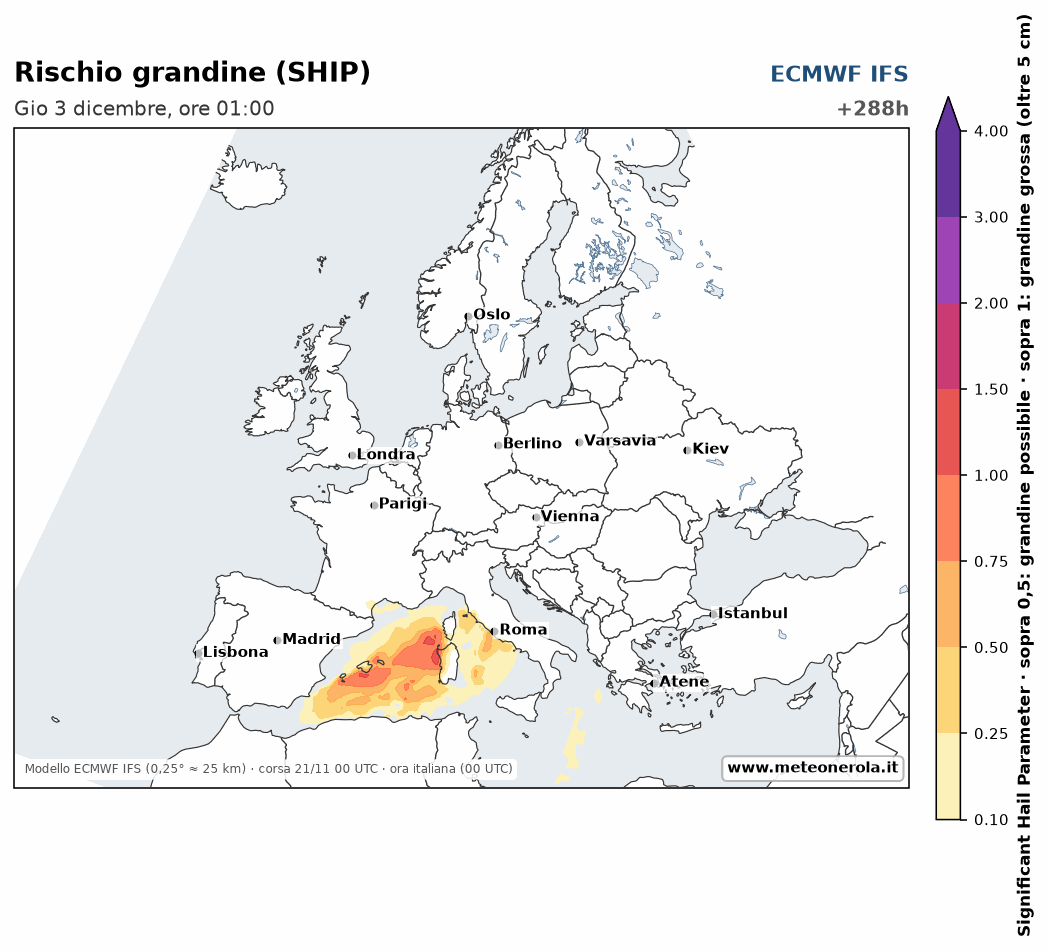 Rischio grandine (SHIP)
ECMWF IFS
Gio 3 dicembre, ore 01:00
+288h
Oslo
Londra
Berlino
Varsavia
Kiev
Parigi
Vienna
Istanbul
Roma
Madrid
Lisbona
Atene
Modello ECMWF IFS (0,25° ≈ 25 km) · corsa 21/11 00 UTC · ora italiana (00 UTC)
www.meteonerola.it
4.00
3.00
2.00
1.50
1.00
0.75
0.50
0.25
0.10
Significant Hail Parameter · sopra 0,5: grandine possibile · sopra 1: grandine grossa (oltre 5 cm)